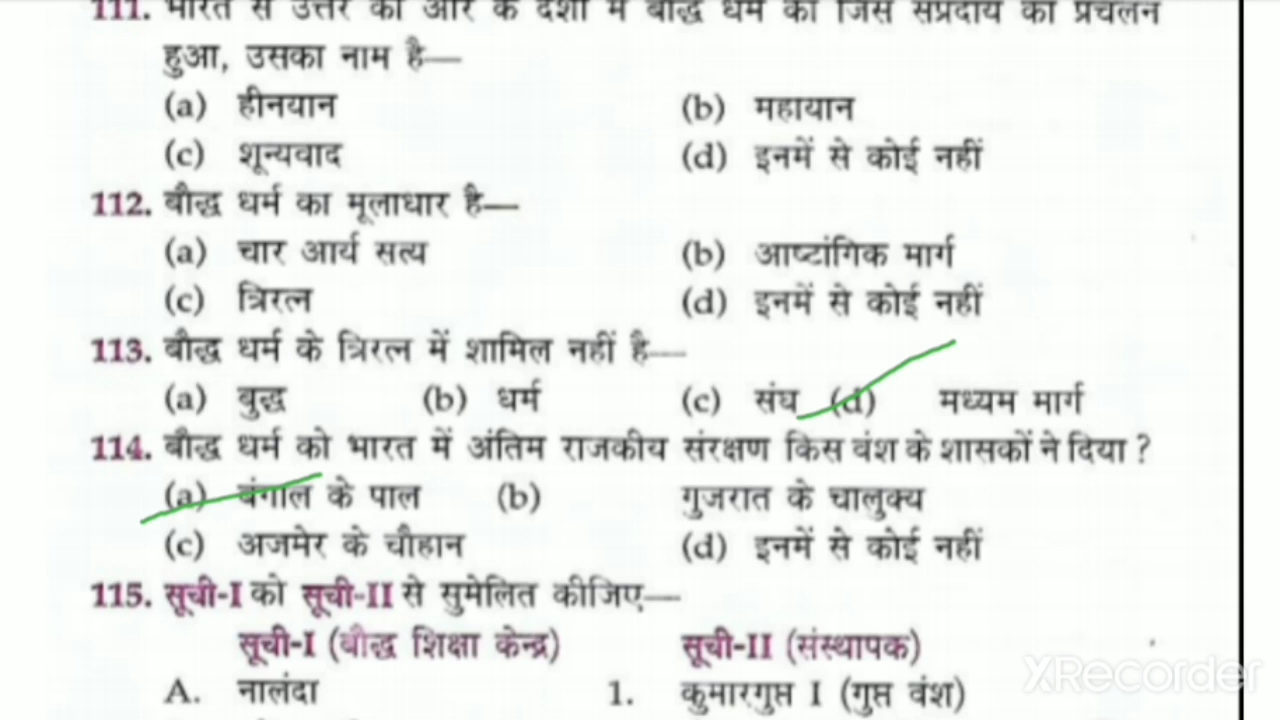 111. भारत से उत्तर की ओर के देशों में बौद्ध धर्म का जिस संप्रदाय का प्रचलन
हुआ, उसका नाम है—
(a) हीनयान (b) महायान
(c) शून्यवाद (d) इनमें से कोई नहीं
112. बौद्ध धर्म का मूलाधार है—
(a) चार आर्य सत्य (b) आष्टांगिक मार्ग
(c) त्रिरत्न (d) इनमें से कोई नहीं
113. बौद्ध धर्म के त्रिरत्न में शामिल नहीं है—
(a) बुद्ध (b) धर्म (c) संघ (d) मध्यम मार्ग
114. बौद्ध धर्म को भारत में अंतिम राजकीय संरक्षण किस वंश के शासकों ने दिया ?
(a) बंगाल के पाल (b) गुजरात के चालुक्य
(c) अजमेर के चौहान (d) इनमें से कोई नहीं
115. सूची-I को सूची-II से सुमेलित कीजिए—
सूची-I (बौद्ध शिक्षा केन्द्र) सूची-II (संस्थापक)
A. नालंदा 1. कुमारगुप्त I (गुप्त वंश)
XRecorder